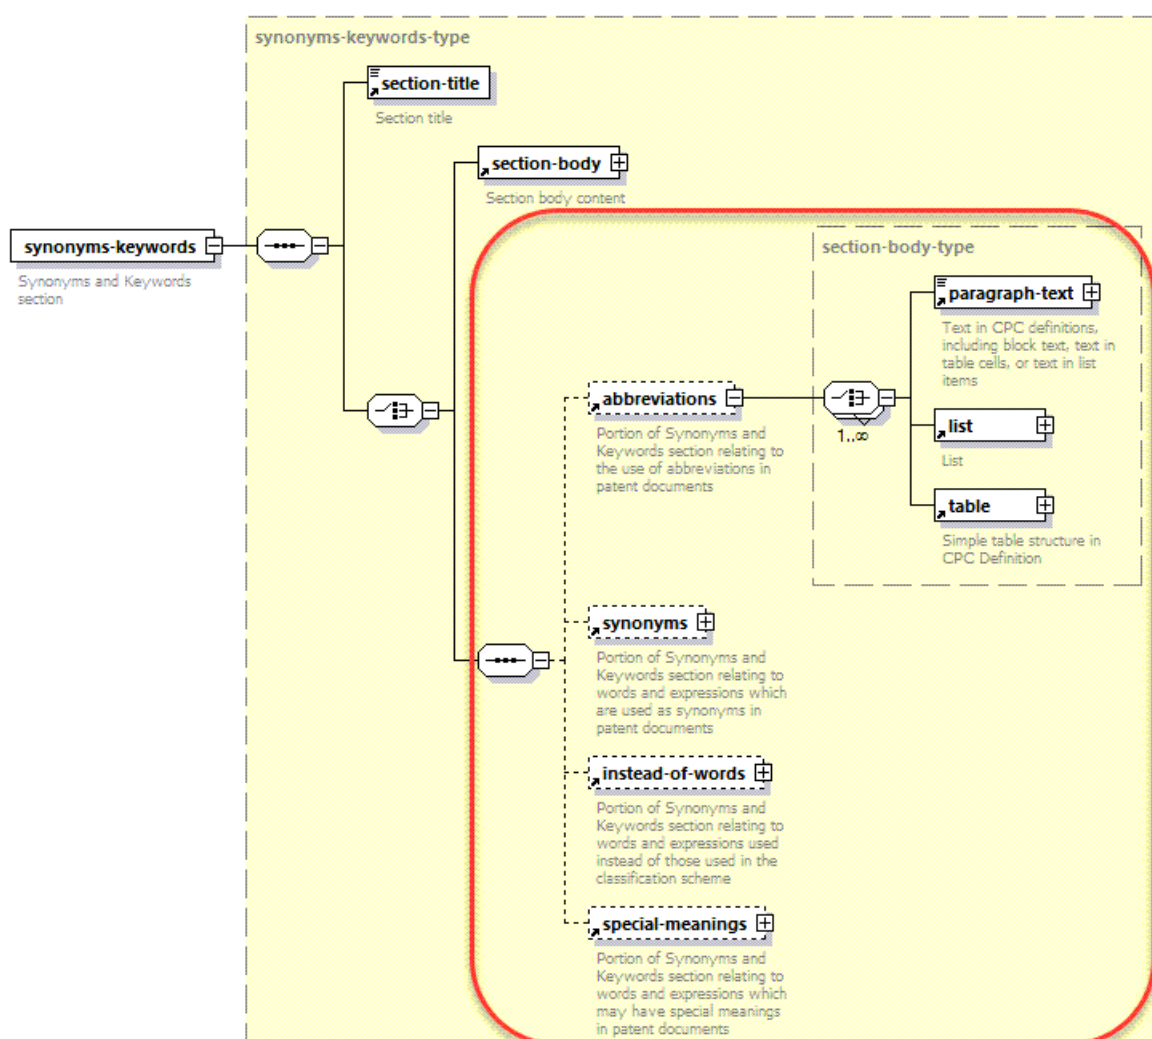 synonyms-keywords-type
section-title
Section title
section-body
Section body content
synonyms-keywords
Synonyms and Keywords
section
section-body-type
paragraph-text
Text in CPC definitions,
including block text, text in
table cells, or text in list
items
abbreviations
Portion of Synonyms and
Keywords section relating to
the use of abbreviations in
patent documents
1..∞
list
List
table
Simple table structure in
CPC Definition
synonyms
Portion of Synonyms and
Keywords section relating to
words and expressions which
are used as synonyms in
patent documents
instead-of-words
Portion of Synonyms and
Keywords section relating to
words and expressions used
instead of those used in the
classification scheme
special-meanings
Portion of Synonyms and
Keywords section relating to
words and expressions which
may have special meanings
in patent documents